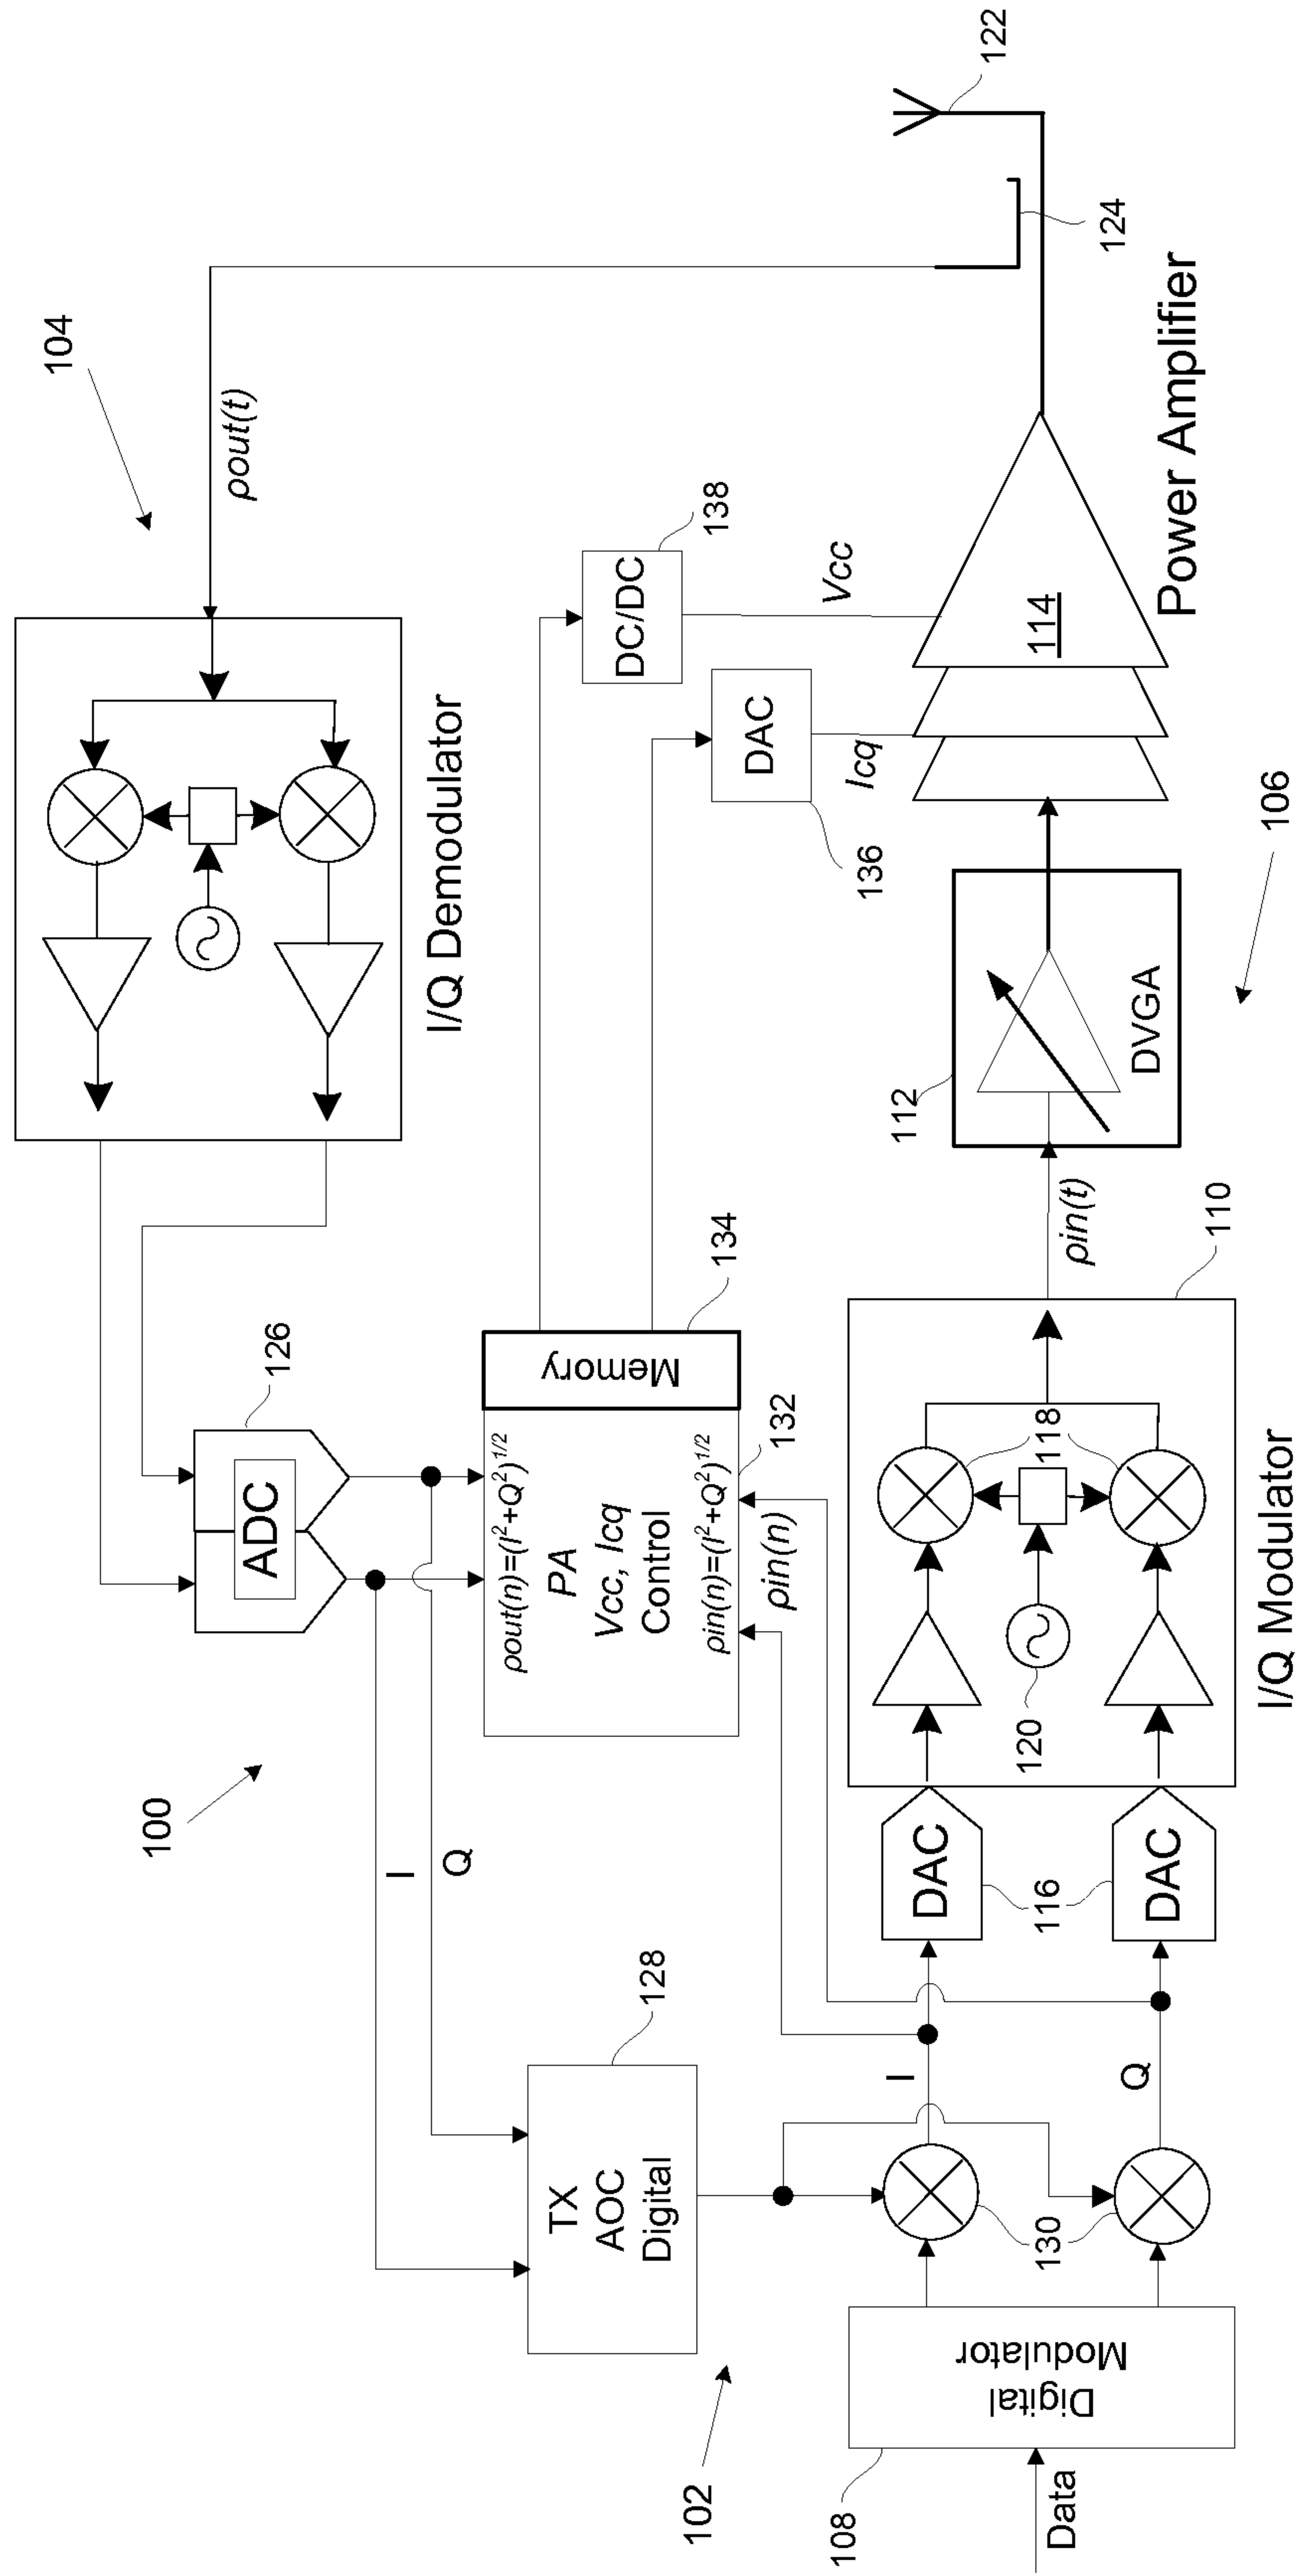 100
104
ρout(t)
I/Q Demodulator
126
ADC
I
Q
128
TX
AOC
Digital
102
ρout(n)=(I²+Q²)^1/2
PA
Vcc, Icq
Control
ρin(n)=(I²+Q²)^1/2
Memory
134
132
ρin(n)
DC/DC
138
Vcc
DAC
136
Icq
122
124
114
Power Amplifier
106
DVGA
112
ρin(t)
110
118
120
I/Q Modulator
DAC
DAC
116
I
Q
130
Digital
Modulator
108
Data